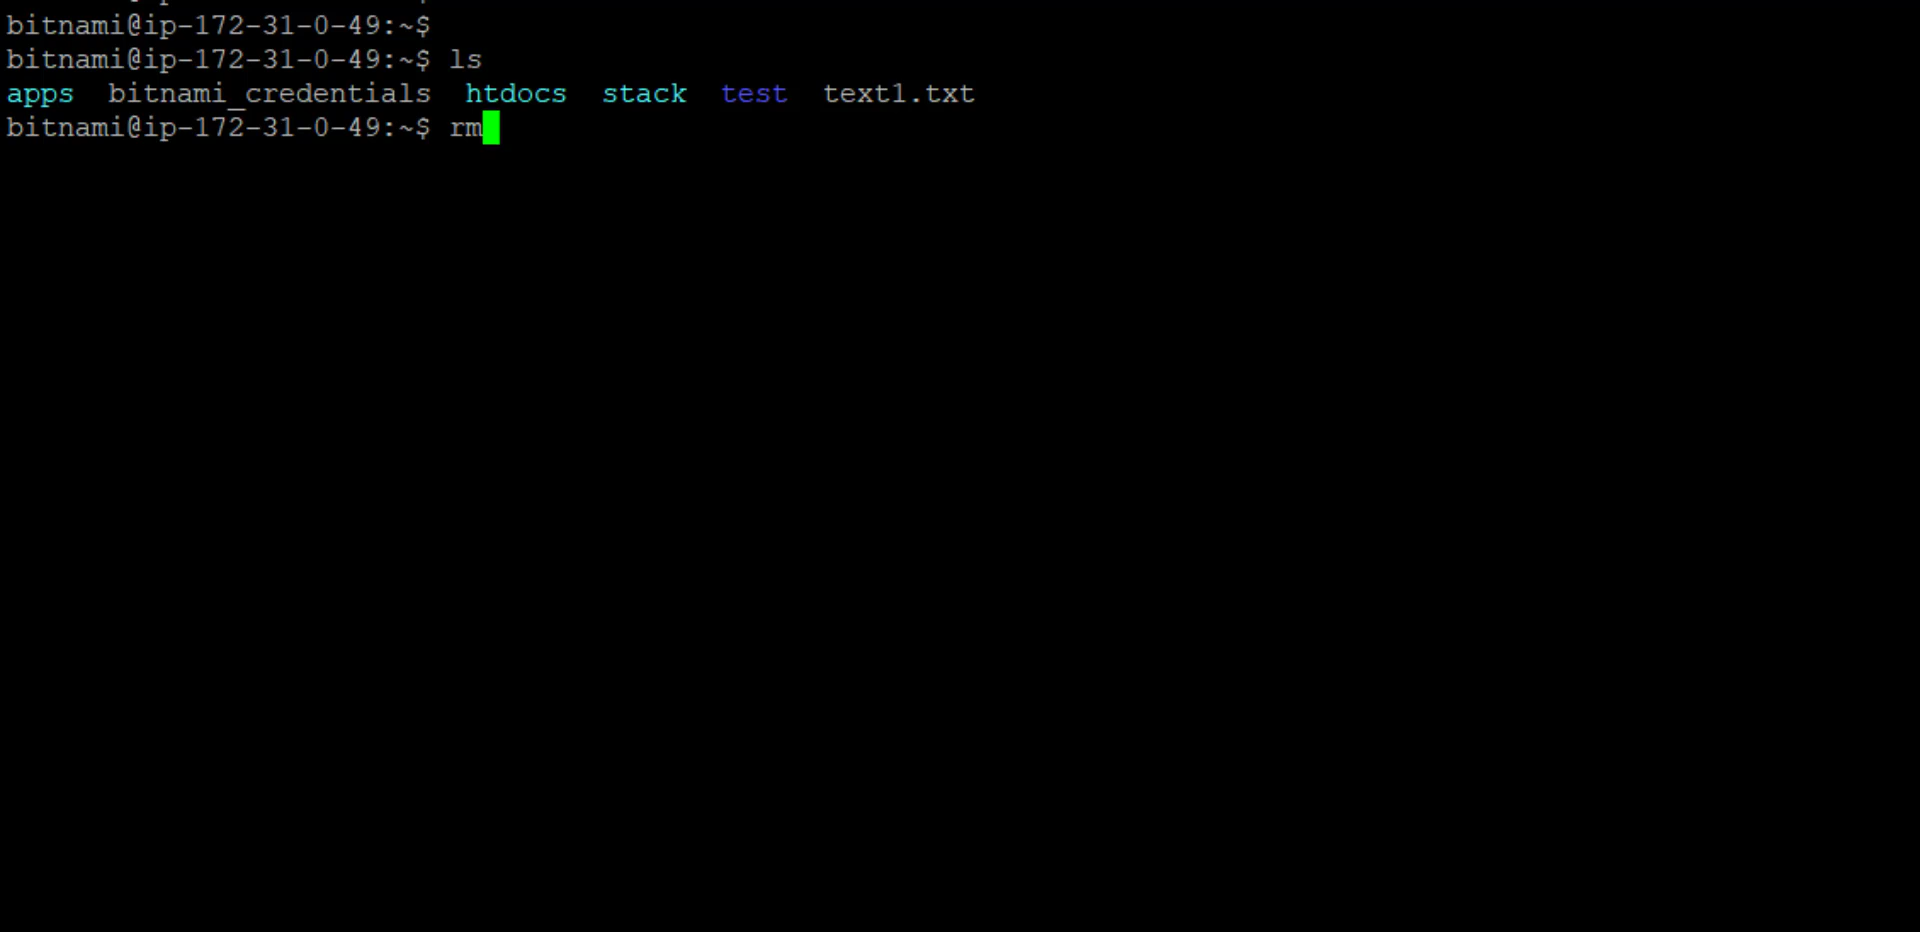 bitnami@ip-172-31-0-49:~$
bitnami@ip-172-31-0-49:~$ ls
apps  bitnami_credentials  htdocs  stack  test  text1.txt
bitnami@ip-172-31-0-49:~$ rm